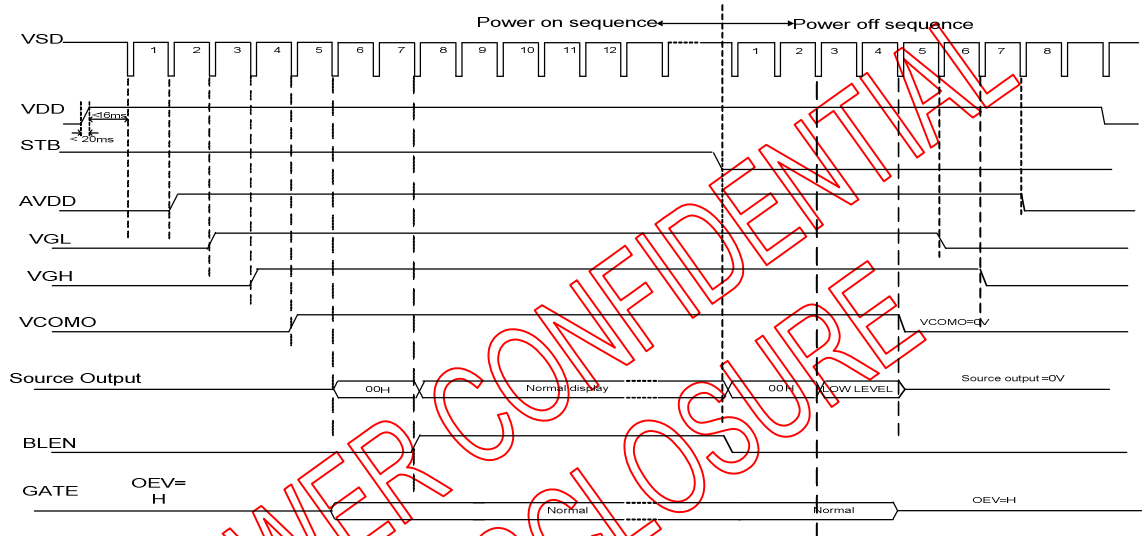 Power on sequence
Power off sequence
VSD
1 2 3 4 5 6 7 8 9 10 11 12 1 2 3 4 5 6 7 8
VDD
<16ms
< 20ms
STB
AVDD
VGL
VGH
VCOMO
VCOMO=0V
Source Output
00H
Normal display
00H
LOW LEVEL
Source output =0V
BLEN
GATE
OEV=
H
Normal
Normal
OEV=H
CONFIDENTIAL